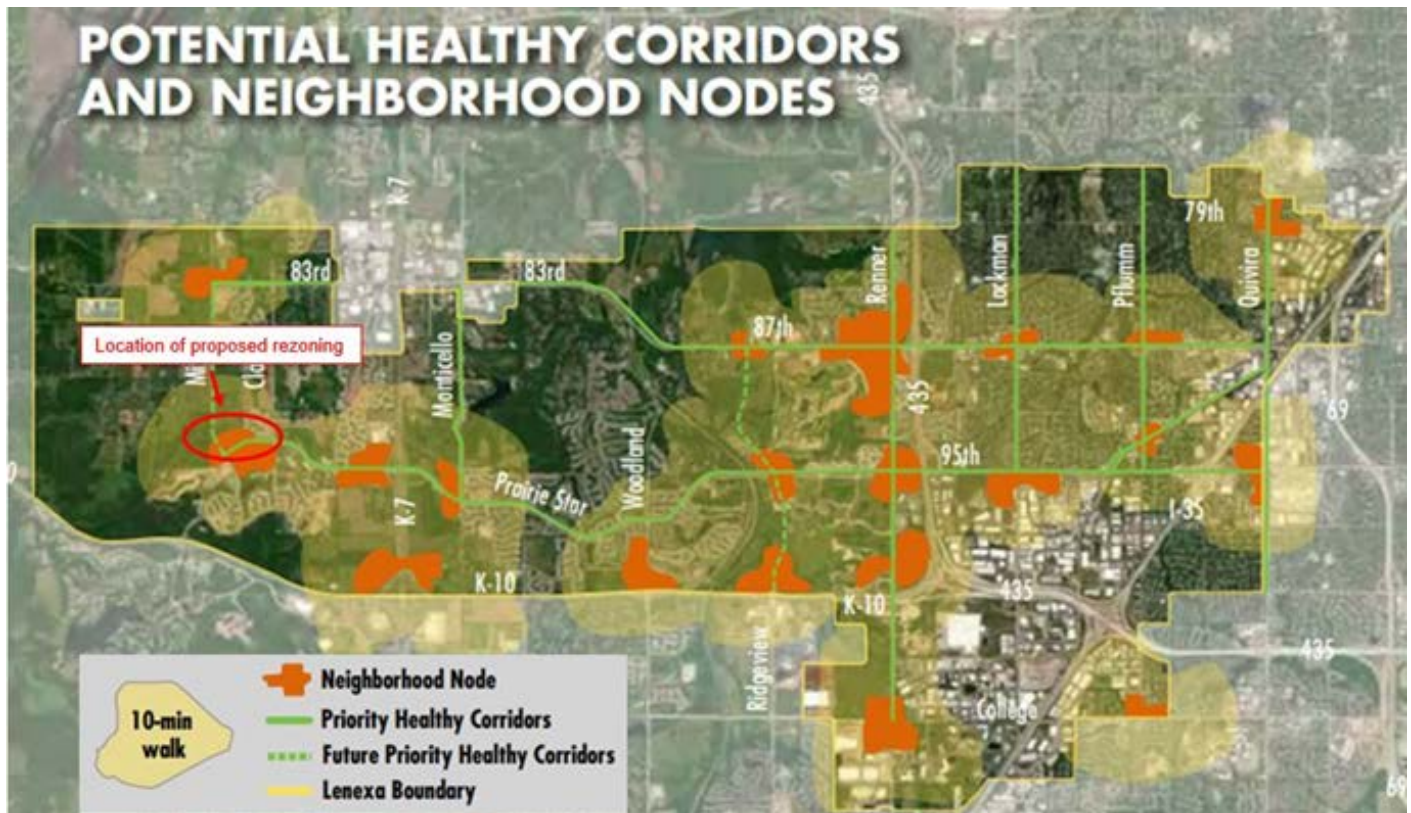 POTENTIAL HEALTHY CORRIDORS
AND NEIGHBORHOOD NODES
435
K-7
79th
83rd
83rd
Lackman
Pflumm
Quivira
Renner
87th
Location of proposed rezoning
Monticello
435
69
95th
Woodland
Prairie Star
K-7
I-35
K-10
K-10
435
435
Ridgeview
College
69
10-min
walk
Neighborhood Node
Priority Healthy Corridors
Future Priority Healthy Corridors
Lenexa Boundary